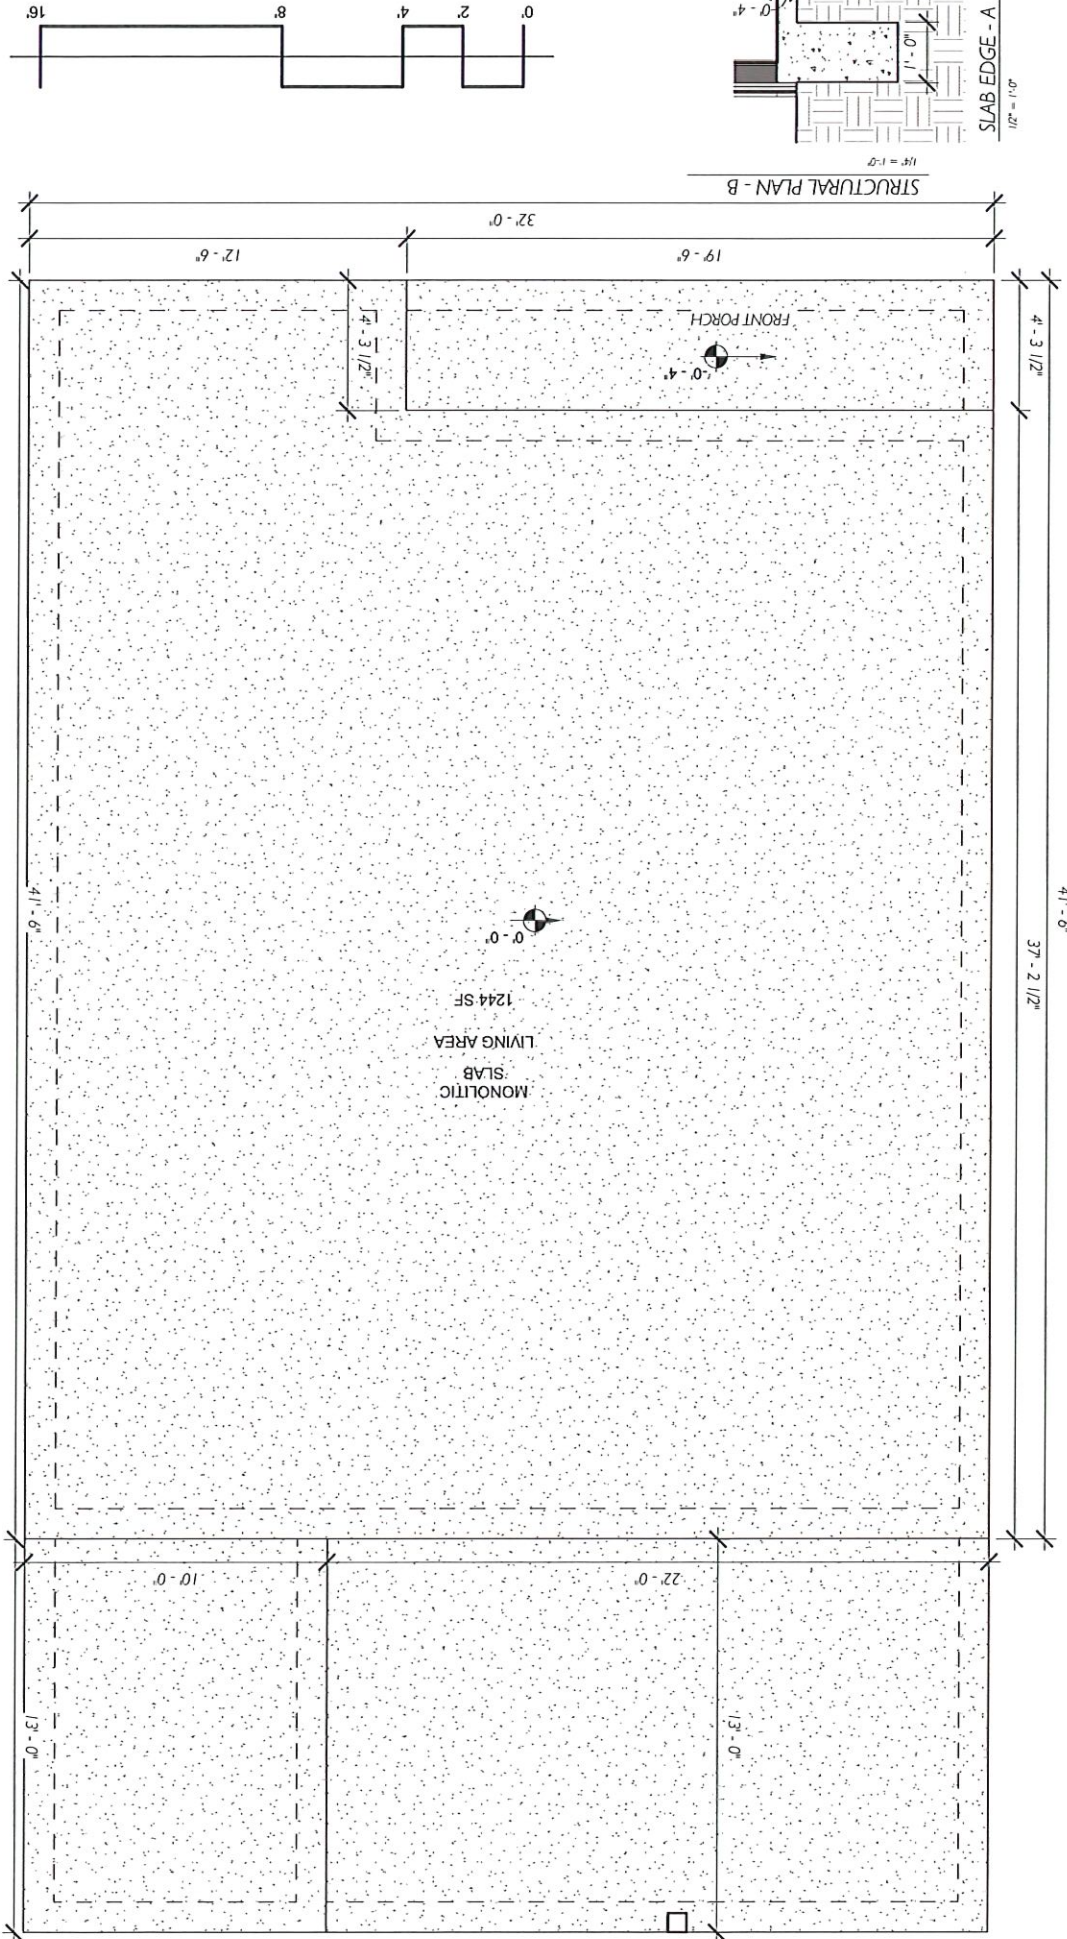 13' - 0"
13' - 0"
22' - 0"
10' - 0"
MONOLITIC
SLAB
LIVING AREA
1244 SF
0' - 0"
41' - 6"
37' - 2 1/2"
41' - 6"
-0' - 4"
FRONT PORCH
4' - 3 1/2"
4' - 3 1/2"
19' - 6"
12' - 6"
32' - 0"
STRUCTURAL PLAN - B
1/4" = 1'-0"
SLAB EDGE - A
1/2" = 1'-0"
1' - 0"
0' - 4"
0' 2' 4' 8' 16'